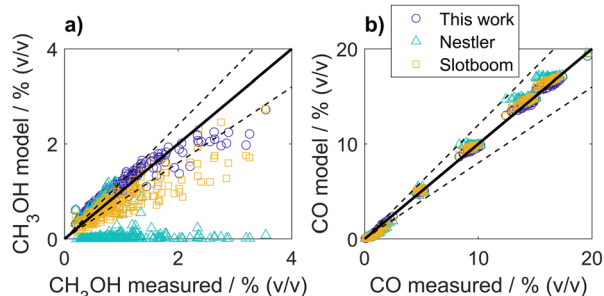 a)
b)
This work
Nestler
Slotboom
CH3OH model / % (v/v)
4
2
0
0
2
4
CH3OH measured / % (v/v)
CO model / % (v/v)
20
10
0
0
10
20
CO measured / % (v/v)